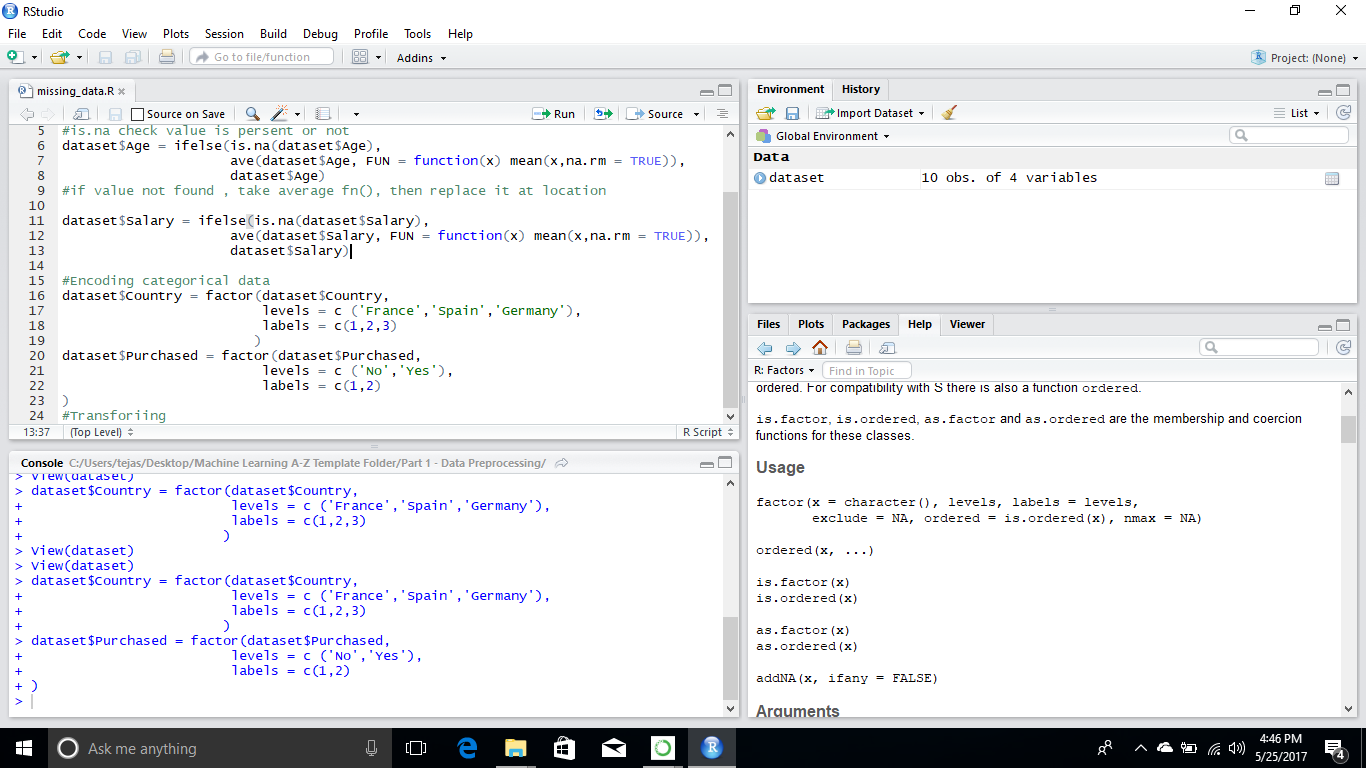 RStudio
File Edit Code View Plots Session Build Debug Profile Tools Help
Go to file/function Addins Project: (None)
missing_data.R
Source on Save Run Source
5 #is.na check value is persent or not
6 dataset$Age = ifelse(is.na(dataset$Age),
7 ave(dataset$Age, FUN = function(x) mean(x,na.rm = TRUE)),
8 dataset$Age)
9 #if value not found , take average fn(), then replace it at location
10
11 dataset$Salary = ifelse(is.na(dataset$Salary),
12 ave(dataset$Salary, FUN = function(x) mean(x,na.rm = TRUE)),
13 dataset$Salary)
14
15 #Encoding categorical data
16 dataset$Country = factor(dataset$Country,
17 levels = c ('France','Spain','Germany'),
18 labels = c(1,2,3)
19 )
20 dataset$Purchased = factor(dataset$Purchased,
21 levels = c ('No','Yes'),
22 labels = c(1,2)
23 )
24 #Transforiing
13:37 (Top Level) R Script
Console C:/Users/tejas/Desktop/Machine Learning A-Z Template Folder/Part 1 - Data Preprocessing/
> View(dataset)
> dataset$Country = factor(dataset$Country,
+ levels = c ('France','Spain','Germany'),
+ labels = c(1,2,3)
+ )
> View(dataset)
> View(dataset)
> dataset$Country = factor(dataset$Country,
+ levels = c ('France','Spain','Germany'),
+ labels = c(1,2,3)
+ )
> dataset$Purchased = factor(dataset$Purchased,
+ levels = c ('No','Yes'),
+ labels = c(1,2)
+ )
>
Environment History
Import Dataset List
Global Environment
Data
dataset 10 obs. of 4 variables
Files Plots Packages Help Viewer
R: Factors Find in Topic
ordered. For compatibility with S there is also a function ordered.
is.factor, is.ordered, as.factor and as.ordered are the membership and coercion
functions for these classes.
Usage
factor(x = character(), levels, labels = levels,
exclude = NA, ordered = is.ordered(x), nmax = NA)
ordered(x, ...)
is.factor(x)
is.ordered(x)
as.factor(x)
as.ordered(x)
addNA(x, ifany = FALSE)
Arguments
Ask me anything
4:46 PM
5/25/2017
4